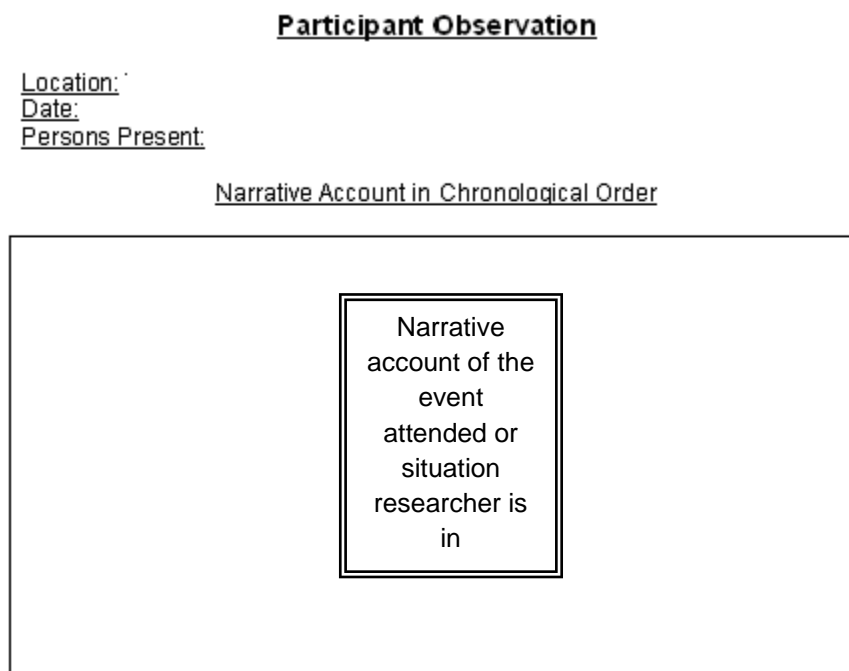 Participant Observation
Location:
Date:
Persons Present:
Narrative Account in Chronological Order
Narrative
account of the
event
attended or
situation
researcher is
in